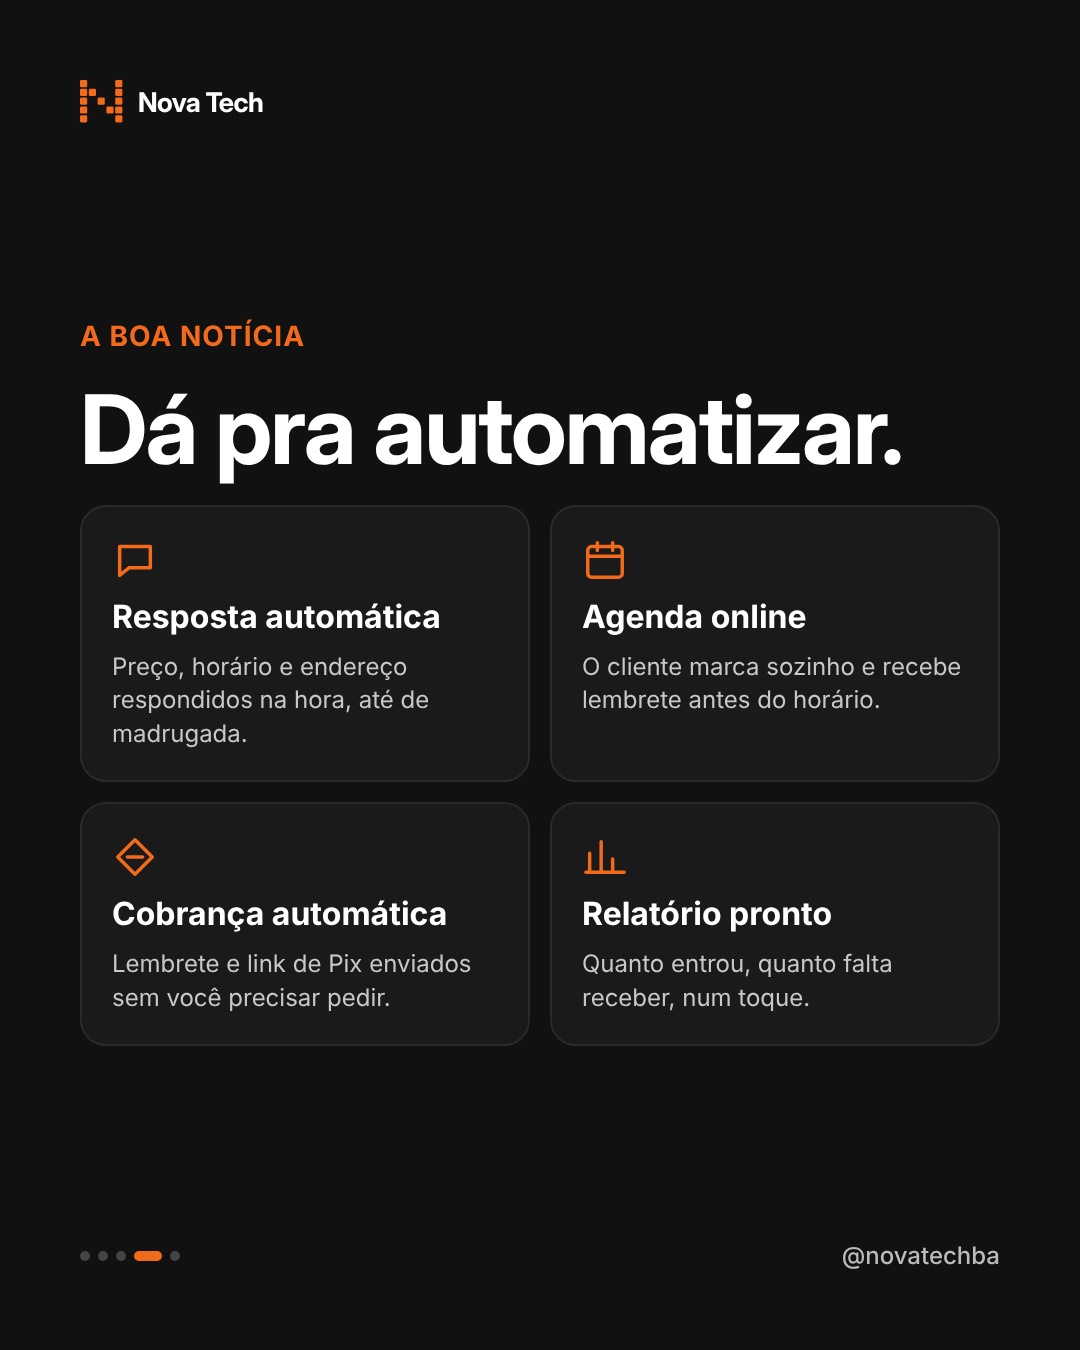 Nova Tech
A BOA NOTÍCIA
Dá pra automatizar.
Resposta automática
Preço, horário e endereço
respondidos na hora, até de
madrugada.
Agenda online
O cliente marca sozinho e recebe
lembrete antes do horário.
Cobrança automática
Lembrete e link de Pix enviados
sem você precisar pedir.
Relatório pronto
Quanto entrou, quanto falta
receber, num toque.
@novatechba